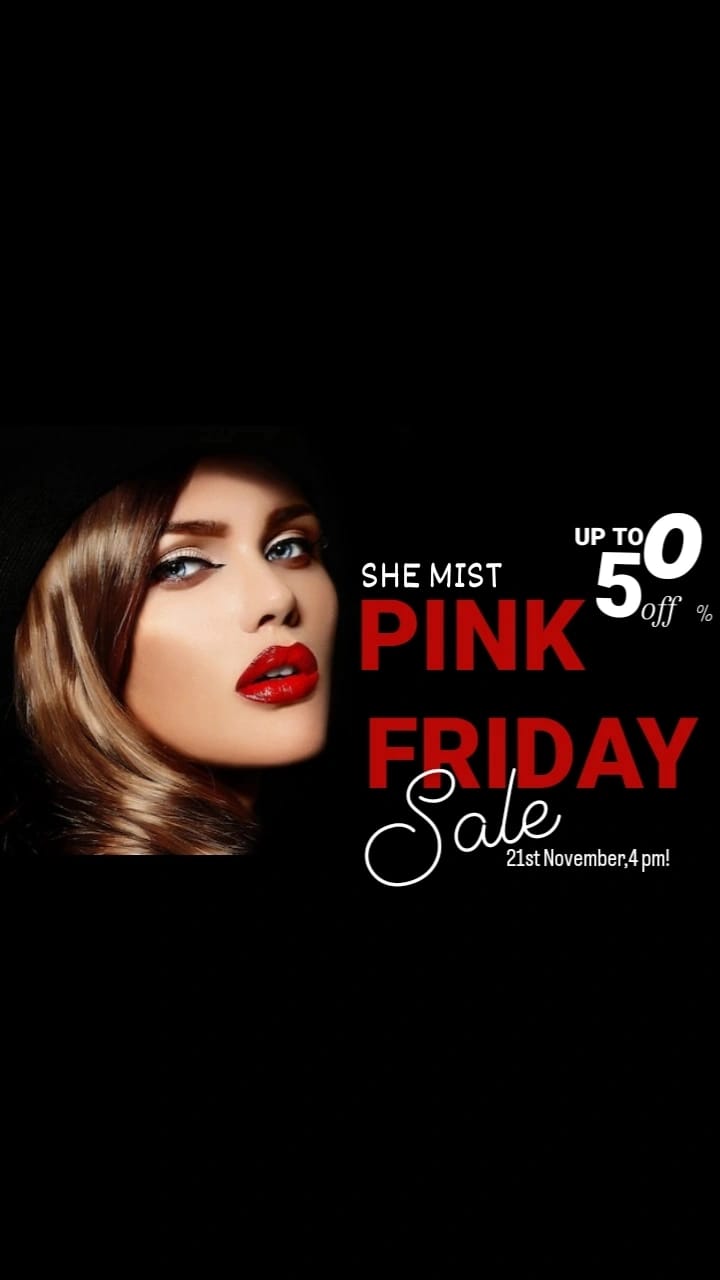 UP TO 50
off %
SHE MIST
PINK
FRIDAY
Sale
21st November,4 pm!